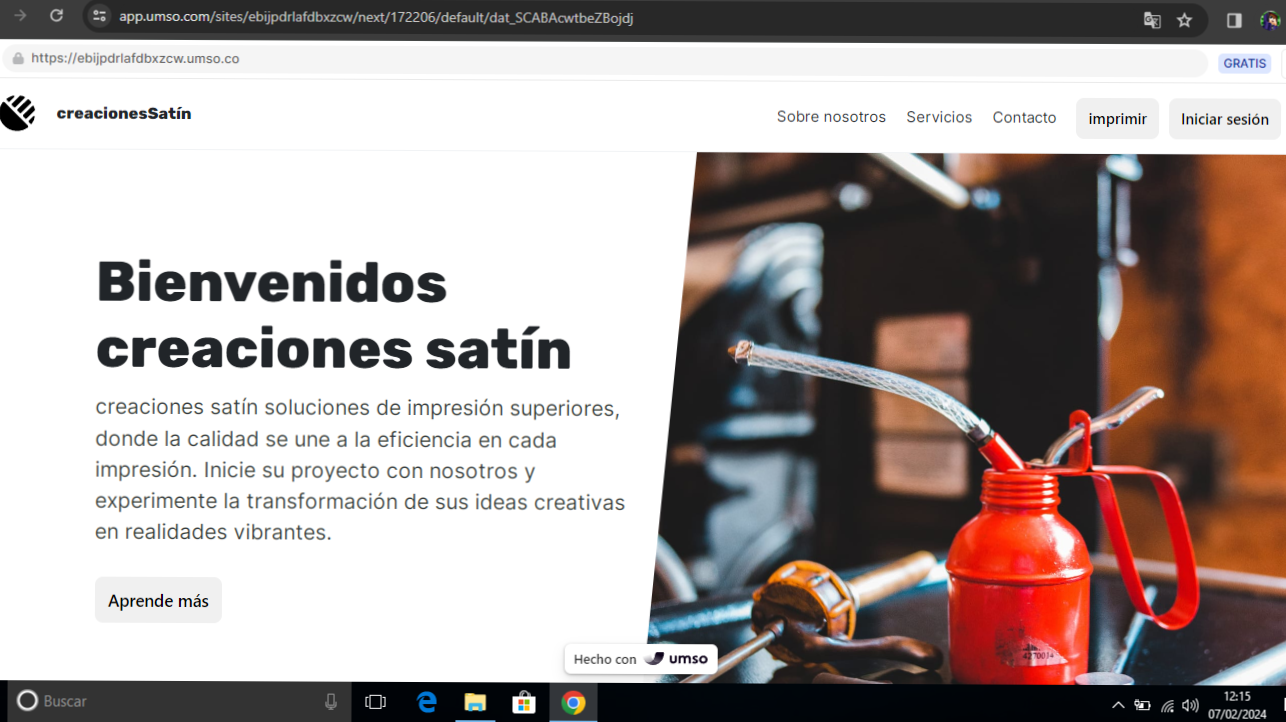 app.umso.com/sites/ebijpdrlafdbxzcw/next/172206/default/dat_SCABAcwtbeZBojdj
https://ebijpdrlafdbxzcw.umso.co
GRATIS
creacionesSatín
Sobre nosotros Servicios Contacto imprimir Iniciar sesión
Bienvenidos
creaciones satín
creaciones satín soluciones de impresión superiores,
donde la calidad se une a la eficiencia en cada
impresión. Inicie su proyecto con nosotros y
experimente la transformación de sus ideas creativas
en realidades vibrantes.
Aprende más
4270014
Hecho con umso
Buscar
12:15
07/02/2024